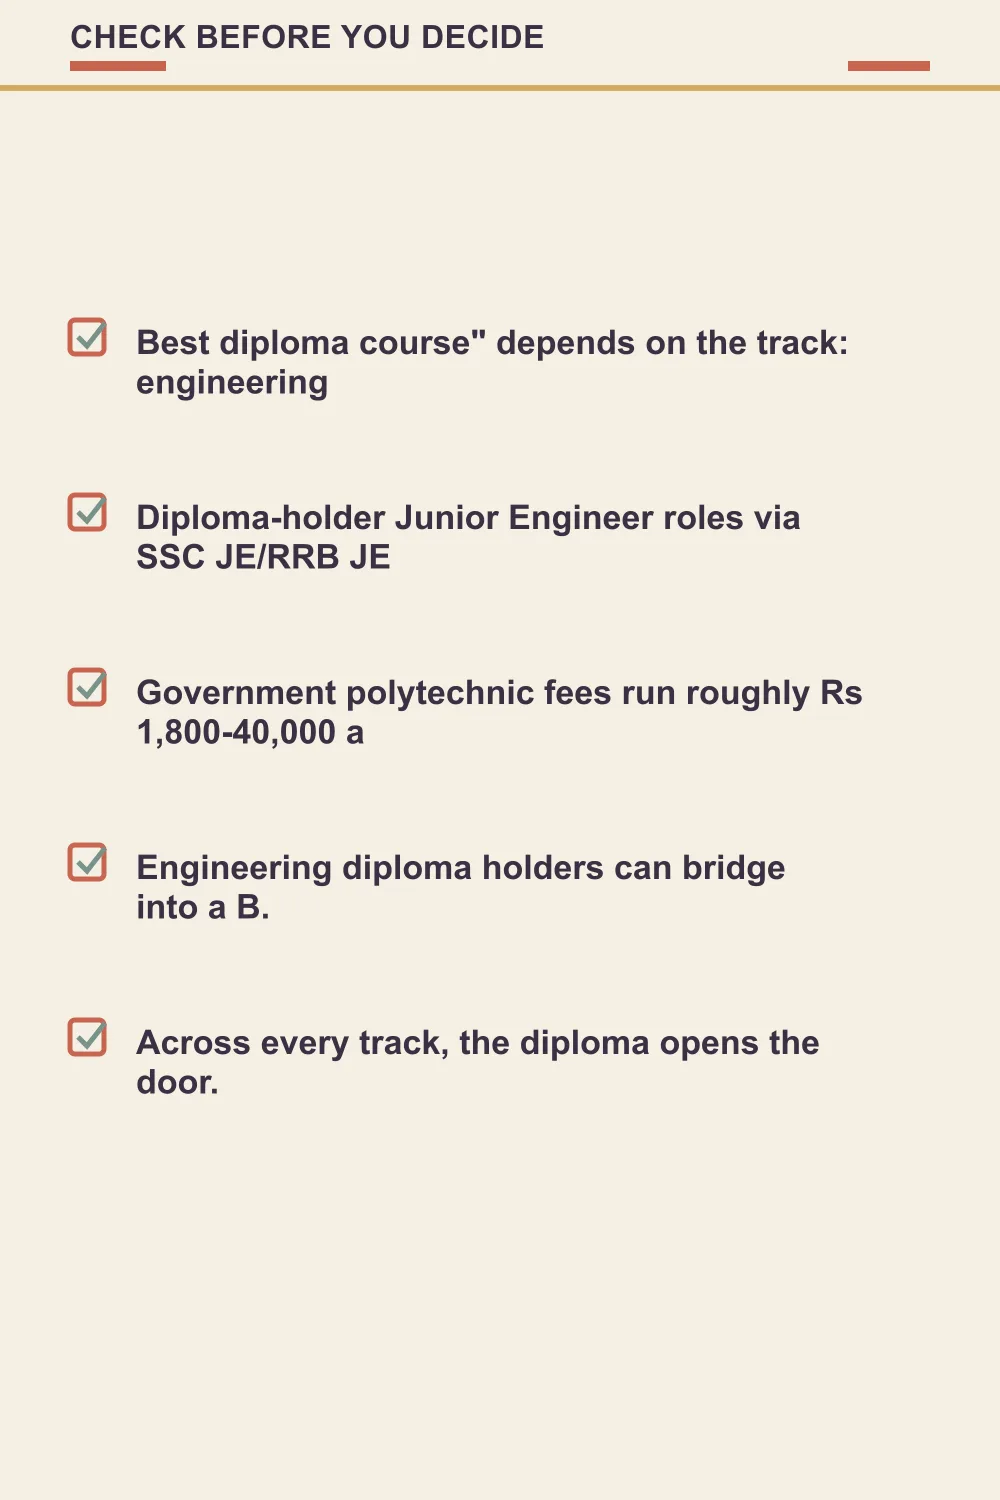 CHECK BEFORE YOU DECIDE
Best diploma course" depends on the track:
engineering
Diploma-holder Junior Engineer roles via
SSC JE/RRB JE
Government polytechnic fees run roughly Rs
1,800-40,000 a
Engineering diploma holders can bridge
into a B.
Across every track, the diploma opens the
door.